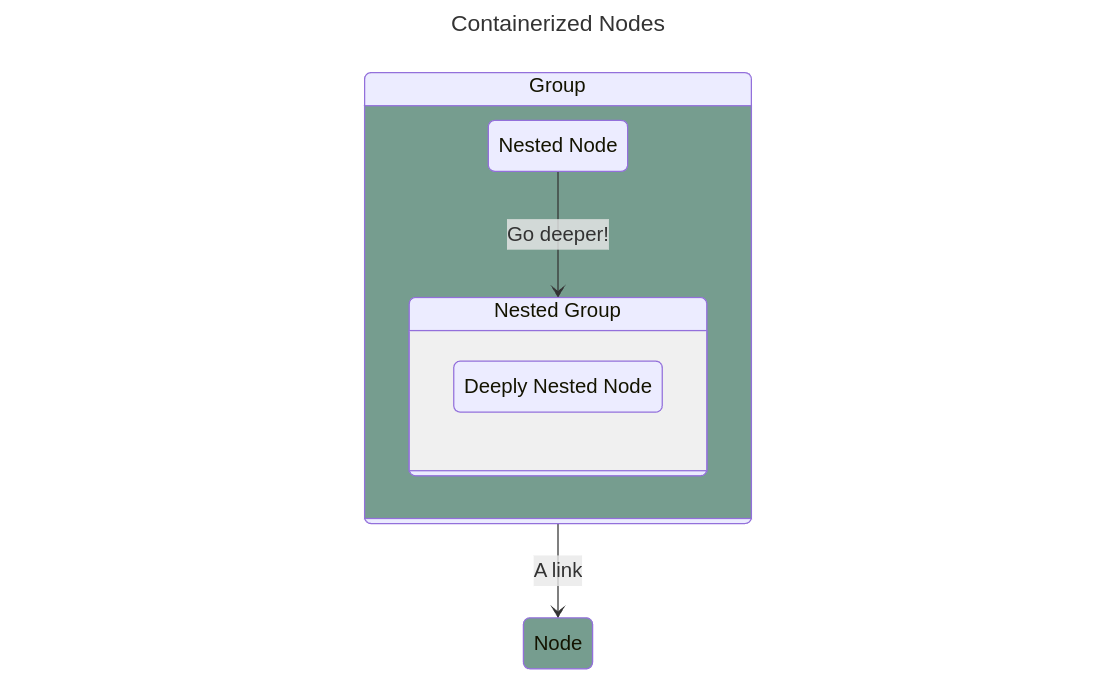 Containerized Nodes
Group
Nested Node
Go deeper!
Nested Group
Deeply Nested Node
A link
Node